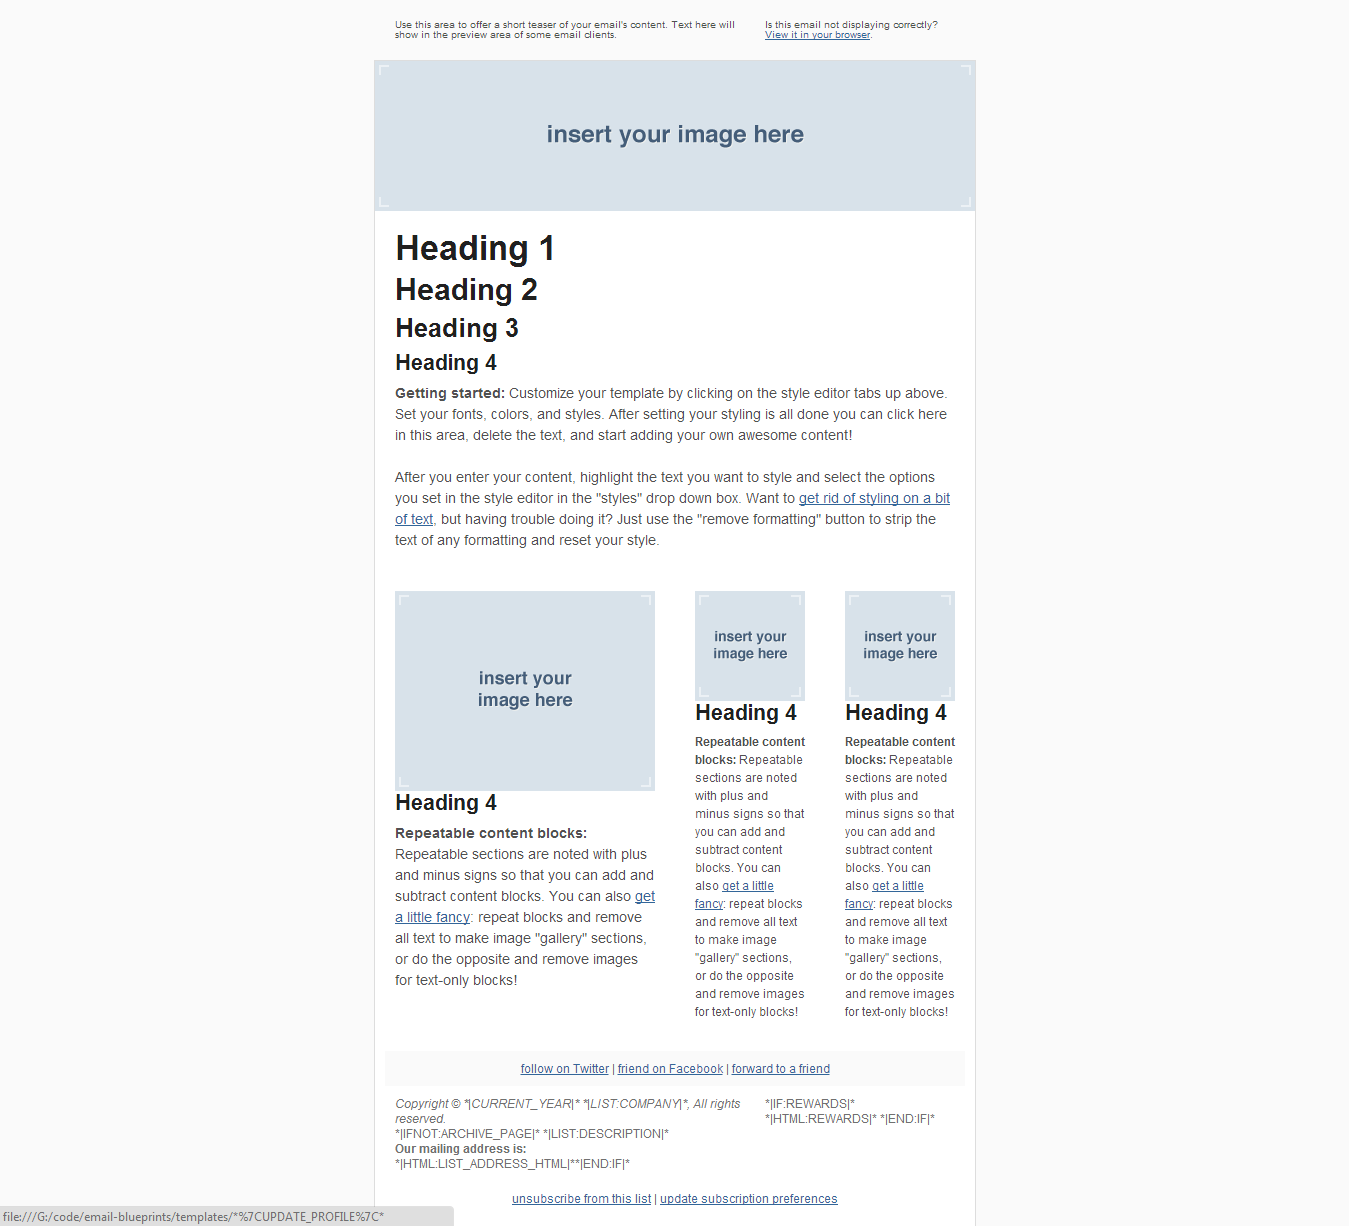 Use this area to offer a short teaser of your email's content. Text here will
show in the preview area of some email clients.
Is this email not displaying correctly?
View it in your browser.
insert your image here
Heading 1
Heading 2
Heading 3
Heading 4
Getting started: Customize your template by clicking on the style editor tabs up above.
Set your fonts, colors, and styles. After setting your styling is all done you can click here
in this area, delete the text, and start adding your own awesome content!
After you enter your content, highlight the text you want to style and select the options
you set in the style editor in the "styles" drop down box. Want to get rid of styling on a bit
of text, but having trouble doing it? Just use the "remove formatting" button to strip the
text of any formatting and reset your style.
insert your
image here
Heading 4
Repeatable content blocks:
Repeatable sections are noted with plus
and minus signs so that you can add and
subtract content blocks. You can also get
a little fancy: repeat blocks and remove
all text to make image "gallery" sections,
or do the opposite and remove images
for text-only blocks!
insert your
image here
Heading 4
Repeatable content
blocks: Repeatable
sections are noted
with plus and
minus signs so that
you can add and
subtract content
blocks. You can
also get a little
fancy: repeat blocks
and remove all text
to make image
"gallery" sections,
or do the opposite
and remove images
for text-only blocks!
insert your
image here
Heading 4
Repeatable content
blocks: Repeatable
sections are noted
with plus and
minus signs so that
you can add and
subtract content
blocks. You can
also get a little
fancy: repeat blocks
and remove all text
to make image
"gallery" sections,
or do the opposite
and remove images
for text-only blocks!
follow on Twitter | friend on Facebook | forward to a friend
Copyright © *|CURRENT_YEAR|* *|LIST:COMPANY|*, All rights
reserved.
*|IFNOT:ARCHIVE_PAGE|* *|LIST:DESCRIPTION|*
Our mailing address is:
*|HTML:LIST_ADDRESS_HTML|**|END:IF|*
*|IF:REWARDS|*
*|HTML:REWARDS|* *|END:IF|*
unsubscribe from this list | update subscription preferences
file:///G:/code/email-blueprints/templates/*%7CUPDATE_PROFILE%7C*